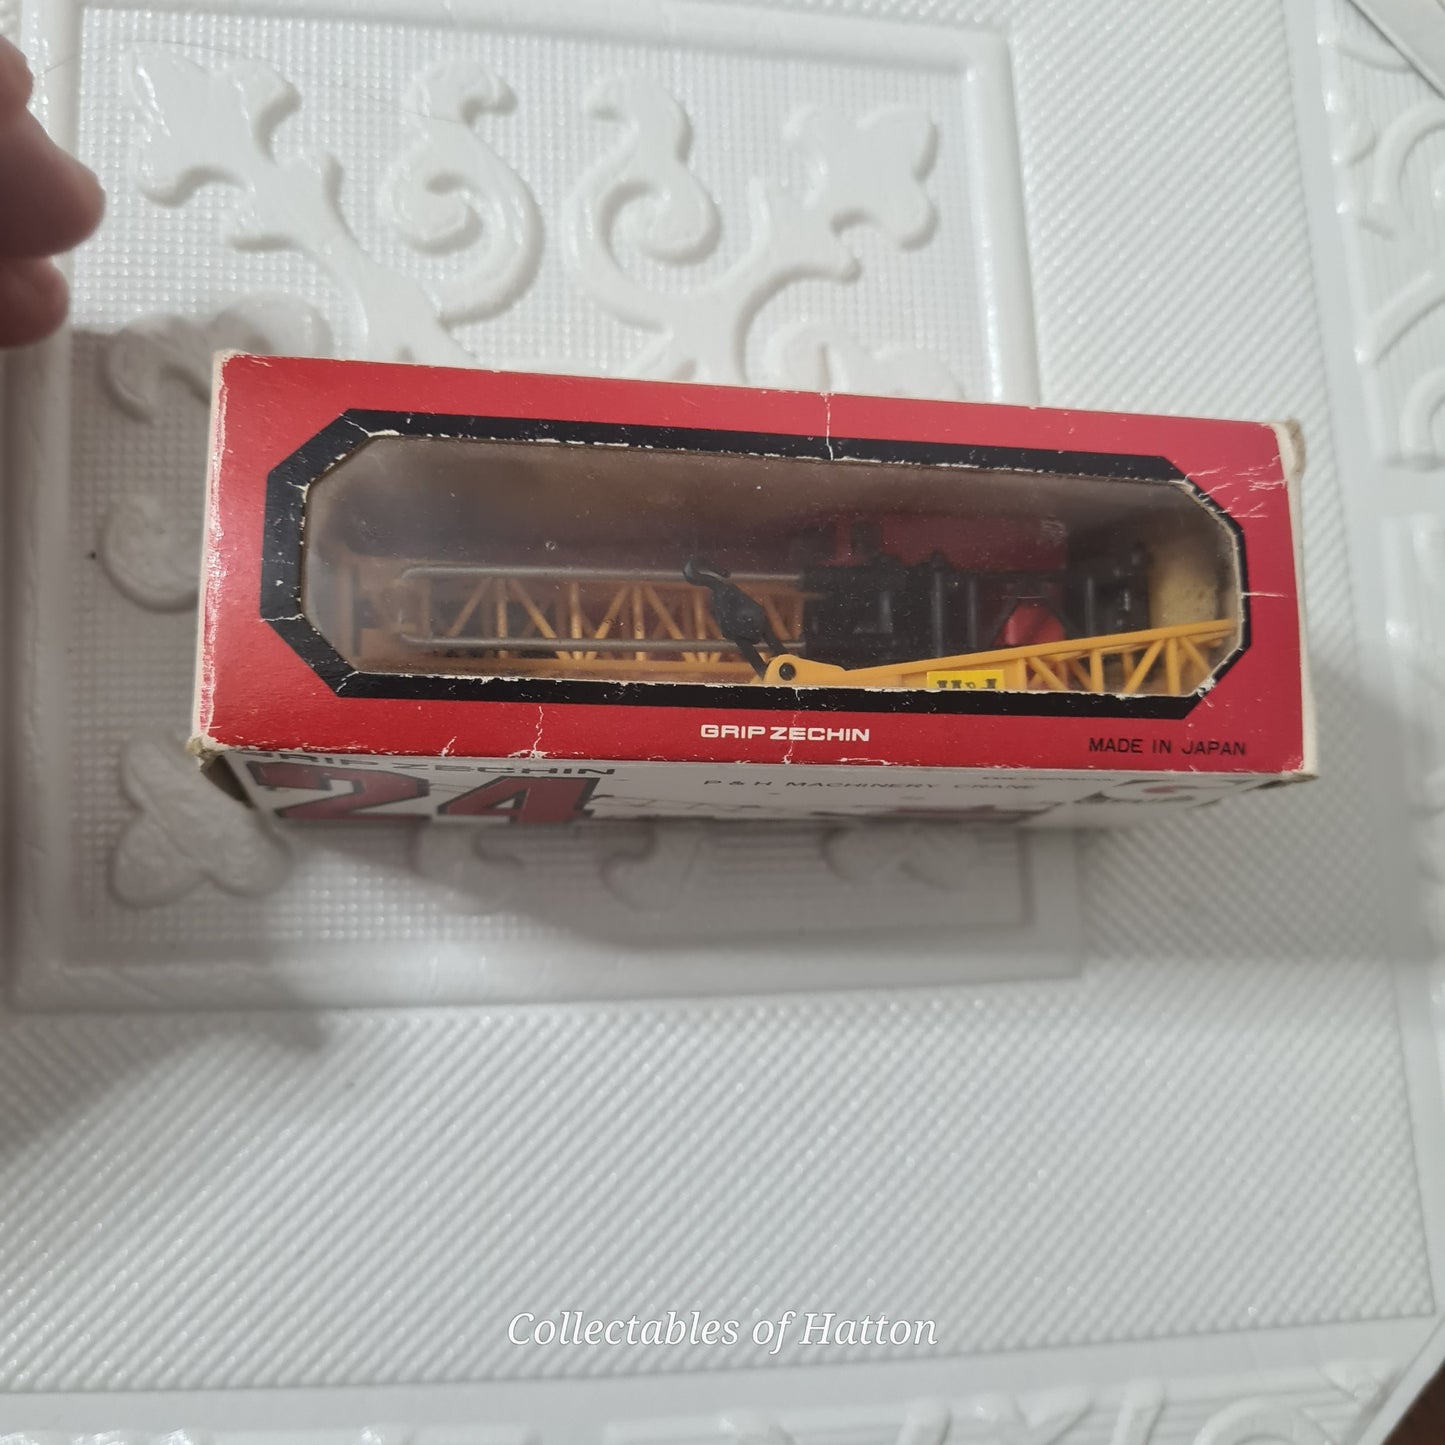 GRIP ZECHIN
MADE IN JAPAN
GRIP ZECHIN
24
P & H MACHINERY CRANE
Collectables of Hatton